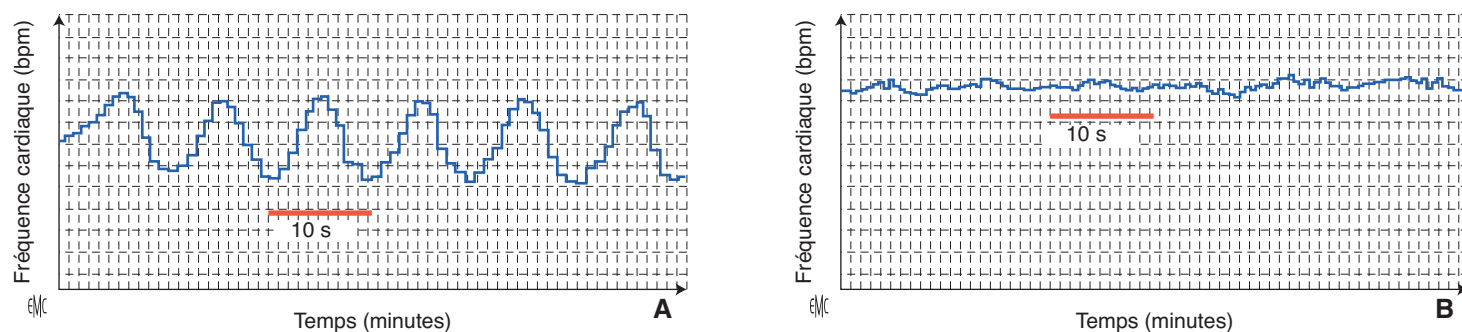 Fréquence cardiaque (bpm)
10 s
EMC
Temps (minutes)
A
Fréquence cardiaque (bpm)
10 s
EMC
Temps (minutes)
B